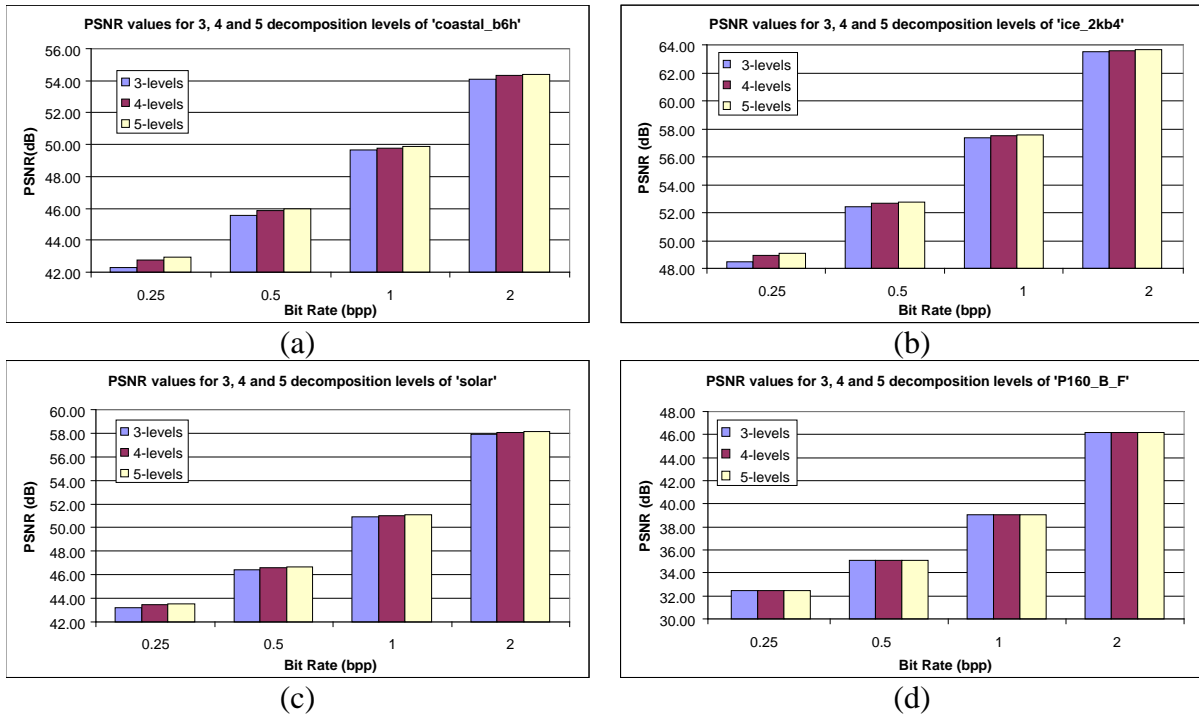 PSNR values for 3, 4 and 5 decomposition levels of 'coastal_b6h'
56.00
54.00
52.00
50.00
48.00
46.00
44.00
42.00
PSNR(dB)
3-levels
4-levels
5-levels
0.25 0.5 1 2
Bit Rate (bpp)
(a)
PSNR values for 3, 4 and 5 decomposition levels of 'ice_2kb4'
64.00
62.00
60.00
58.00
56.00
54.00
52.00
50.00
48.00
PSNR (dB)
3-levels
4-levels
5-levels
0.25 0.5 1 2
Bit Rate (bpp)
(b)
PSNR values for 3, 4 and 5 decomposition levels of 'solar'
60.00
58.00
56.00
54.00
52.00
50.00
48.00
46.00
44.00
42.00
PSNR (dB)
3-levels
4-levels
5-levels
0.25 0.5 1 2
Bit Rate (bpp)
(c)
PSNR values for 3, 4 and 5 decomposition levels of 'P160_B_F'
48.00
46.00
44.00
42.00
40.00
38.00
36.00
34.00
32.00
30.00
PSNR (dB)
3-levels
4-levels
5-levels
0.25 0.5 1 2
Bit Rate (bpp)
(d)